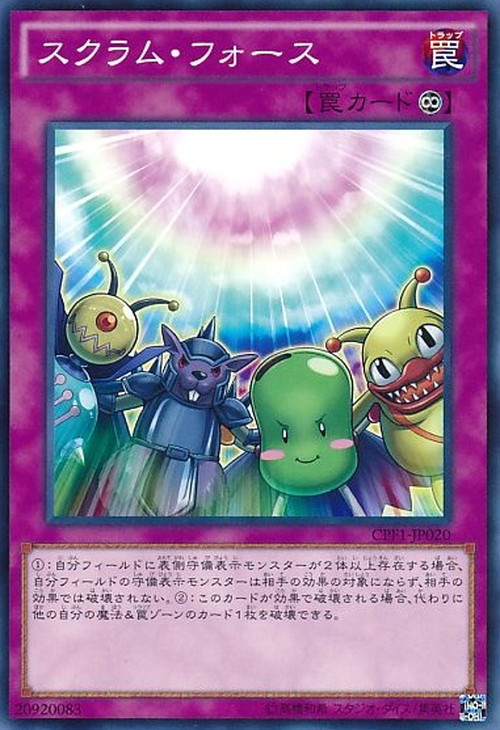 スクラム・フォース
トラップ
罠
【罠カード】
CPF1-JP020
①:自分フィールドに表側守備表示モンスターが2体以上存在する場合、
自分フィールドの守備表示モンスターは相手の効果の対象にならず、相手の
効果では破壊されない。②:このカードが効果で破壊される場合、代わりに
他の自分の魔法&罠ゾーンのカード1枚を破壊できる。
20920083
©高橋和希 スタジオ・ダイス/集英社